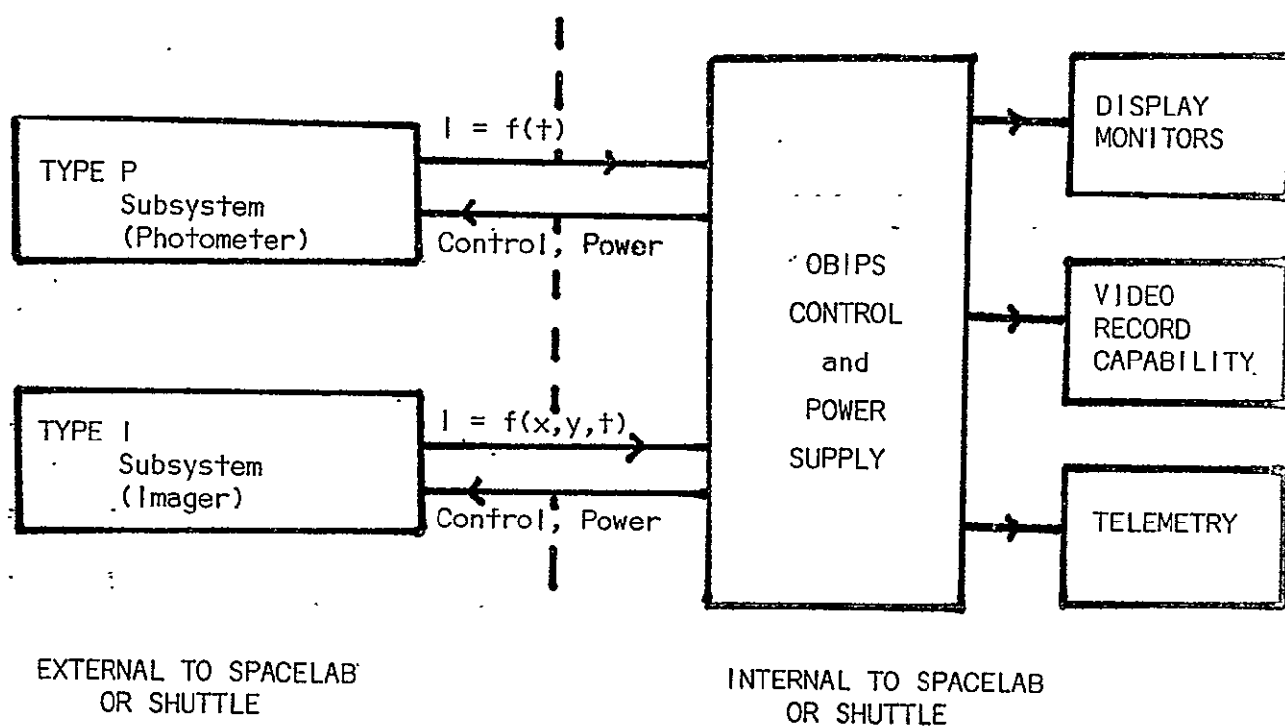 TYPE P
Subsystem
(Photometer)
I = f(t)
Control, Power
TYPE I
Subsystem
(Imager)
I = f(x,y,t)
Control, Power
OBIPS
CONTROL
and
POWER
SUPPLY
DISPLAY
MONITORS
VIDEO
RECORD
CAPABILITY
TELEMETRY
EXTERNAL TO SPACELAB
OR SHUTTLE
INTERNAL TO SPACELAB
OR SHUTTLE